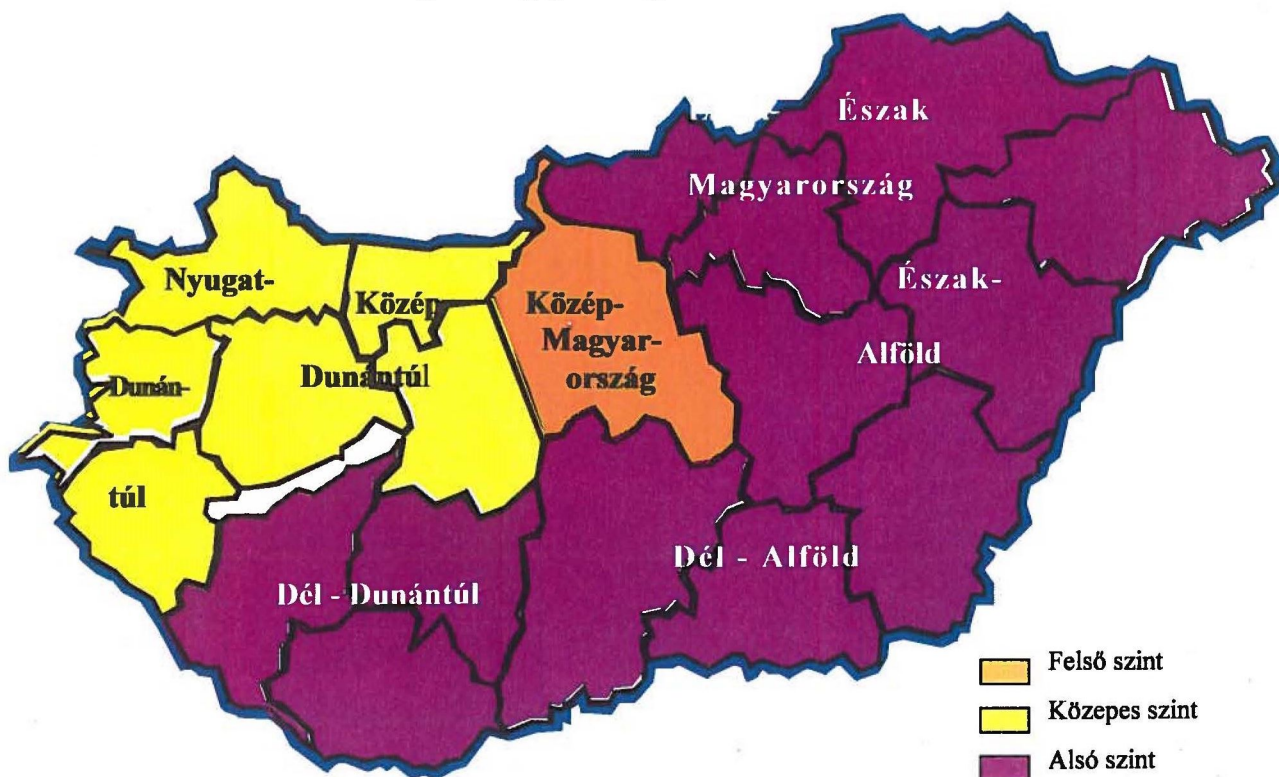 Észak
Magyarország
Nyugat-
Közép
Közép-
Magyar-
ország
Észak-
Alföld
Dunántúl
Dunán-
túl
Dél - Alföld
Dél - Dunántúl
Felső szint
Közepes szint
Alsó szint